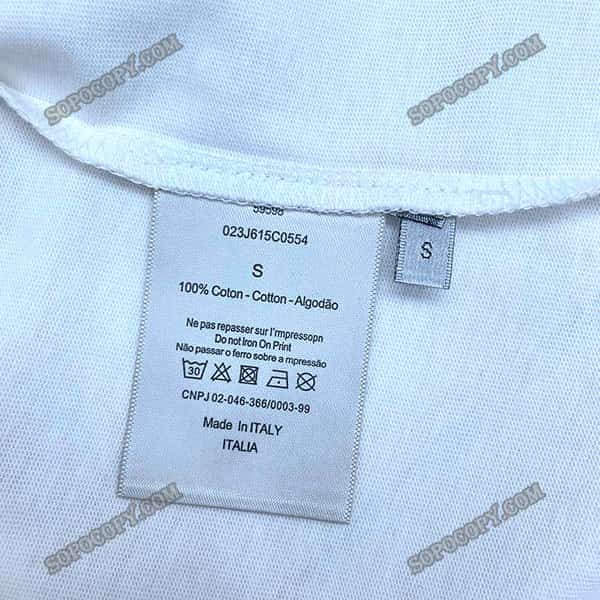 SOPOCOPY.COM
SOPOCOPY.COM
59598
023J615C0554
S
S
100% Coton - Cotton - Algodão
Ne pas repasser sur l'ımpressopn
Do not Iron On Print
Não passar o ferro sobre a mpressão
30
CNPJ 02-046-366/0003-99
Made In ITALY
ITALIA
SOPOCOPY.COM
SOPOCOPY.COM